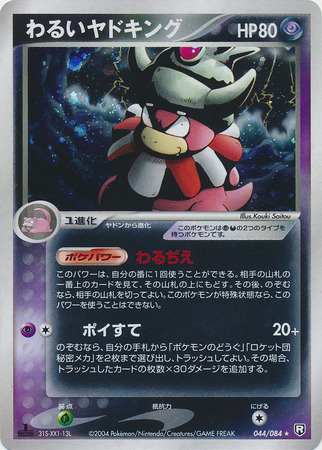 わるいヤドキング HP80
Illus. Kouki Saitou
1進化 ヤドンから進化
このポケモンは の2つのタイプを
持つポケモンです。
ポケパワー わるぢえ
このパワーは、自分の番に1回使うことができる。相手の山札の
一番上のカードを見て、その山札の上にもどす。その後、のぞむ
なら、相手の山札を切ってよい。このポケモンが特殊状態なら、こ
のパワーは使えない。
ポイすて 20+
のぞむなら、自分の手札から「ポケモンのどうぐ」「ロケット団
秘密メカ」を2枚まで選び出し、トラッシュしてよい。その場合、
トラッシュしたカードの枚数×30ダメージを追加する。
弱点 抵抗力 にげる
315-XX1-13L ©2004 Pokémon/Nintendo/Creatures/GAME FREAK 044/084 ★ R